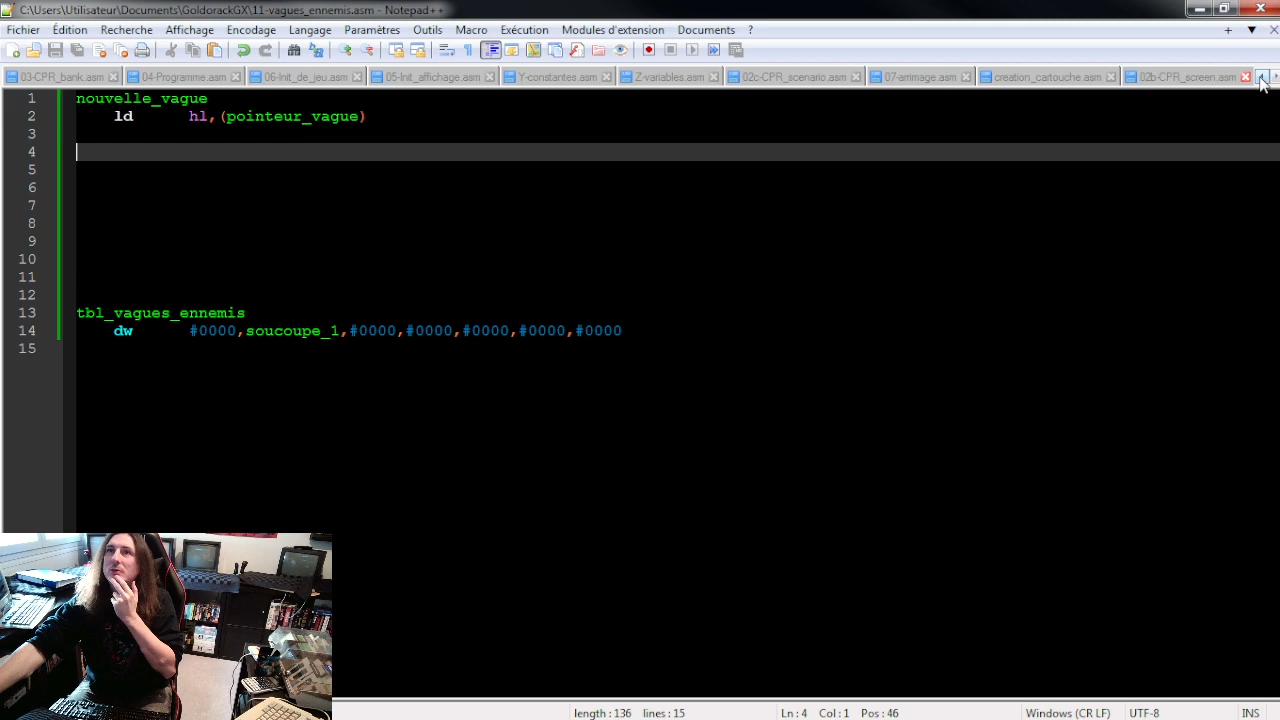 C:\Users\Utilisateur\Documents\GoldorackGX\11-vagues_ennemis.asm - Notepad++
Fichier Édition Recherche Affichage Encodage Langage Paramètres Outils Macro Exécution Modules d'extension Documents ?
03-CPR_bank.asm 04-Programme.asm 06-Init_de_jeu.asm 05-Init_affichage.asm Y-constantes.asm Z-variables.asm 02c-CPR_scenario.asm 07-animage.asm creation_cartouche.asm 02b-CPR_screen.asm
1 nouvelle_vague
2 ld hl,(pointeur_vague)
3
4
5
6
7
8
9
10
11
12
13 tbl_vagues_ennemis
14 dw #0000,soucoupe_1,#0000,#0000,#0000,#0000,#0000
15
length : 136 lines : 15 Ln : 4 Col : 1 Pos : 46 Windows (CR LF) UTF-8 INS